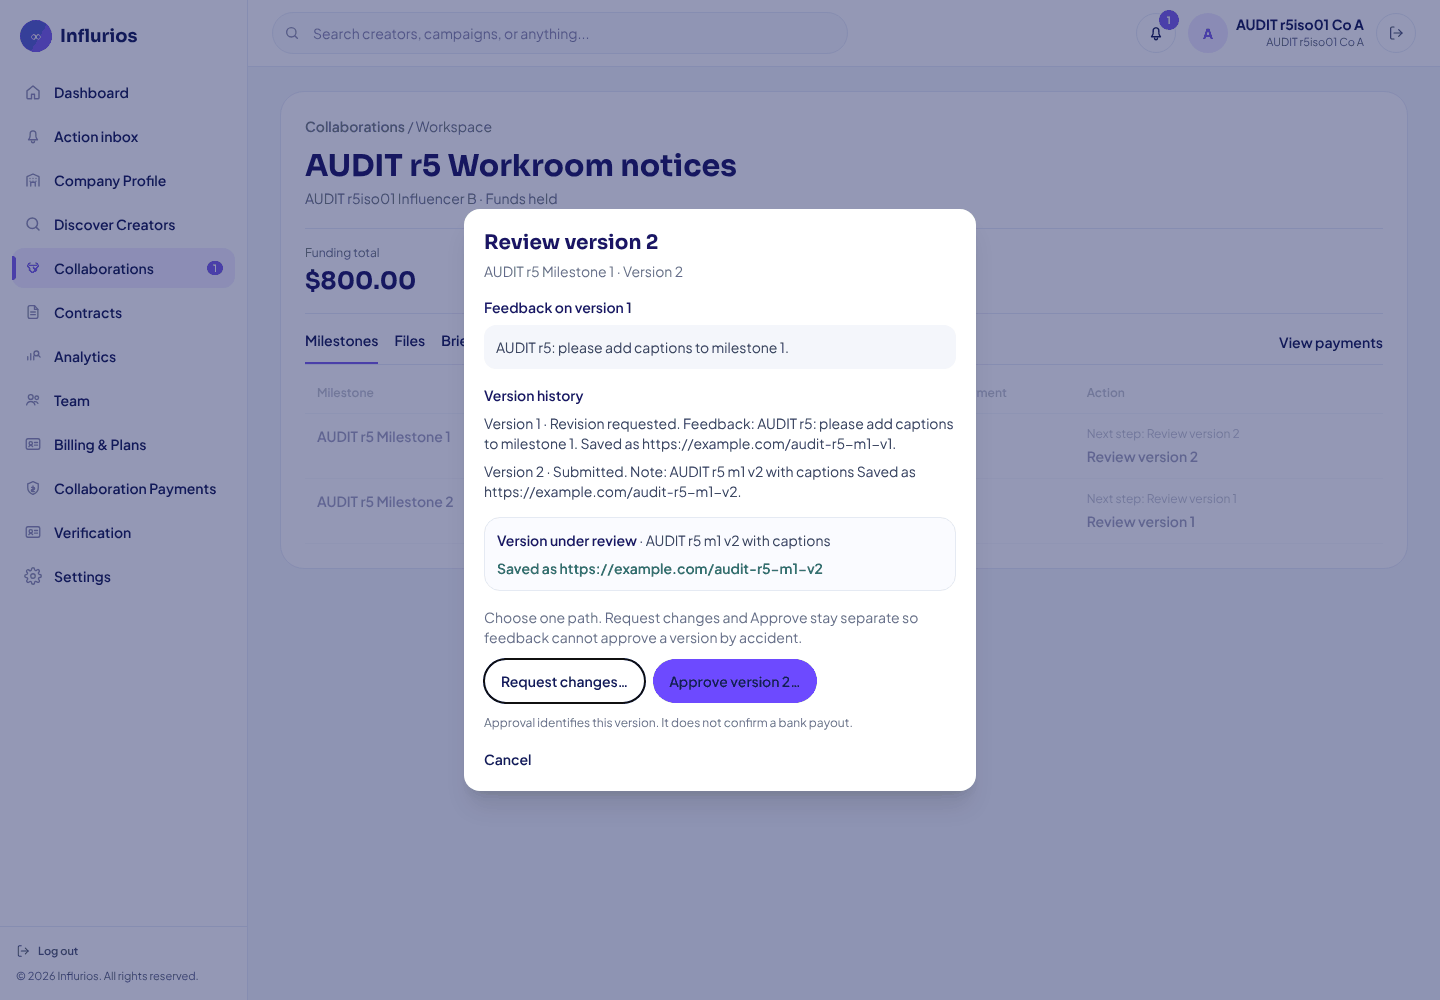 Influrios
Search creators, campaigns, or anything...
1
A
AUDIT r5iso01 Co A
AUDIT r5iso01 Co A
Dashboard
Action inbox
Company Profile
Discover Creators
Collaborations
1
Contracts
Analytics
Team
Billing & Plans
Collaboration Payments
Verification
Settings
Log out
© 2026 Influrios. All rights reserved.
Collaborations / Workspace
AUDIT r5 Workroom notices
AUDIT r5iso01 Influencer B · Funds held
Funding total
$800.00
Milestones
Files
View payments
Milestone
Action
AUDIT r5 Milestone 1
Next step: Review version 2
Review version 2
AUDIT r5 Milestone 2
Next step: Review version 1
Review version 1
Review version 2
AUDIT r5 Milestone 1 · Version 2
Feedback on version 1
AUDIT r5: please add captions to milestone 1.
Version history
Version 1 · Revision requested. Feedback: AUDIT r5: please add captions
to milestone 1. Saved as https://example.com/audit-r5-m1-v1.
Version 2 · Submitted. Note: AUDIT r5 m1 v2 with captions Saved as
https://example.com/audit-r5-m1-v2.
Version under review · AUDIT r5 m1 v2 with captions
Saved as https://example.com/audit-r5-m1-v2
Choose one path. Request changes and Approve stay separate so
feedback cannot approve a version by accident.
Request changes…
Approve version 2…
Approval identifies this version. It does not confirm a bank payout.
Cancel